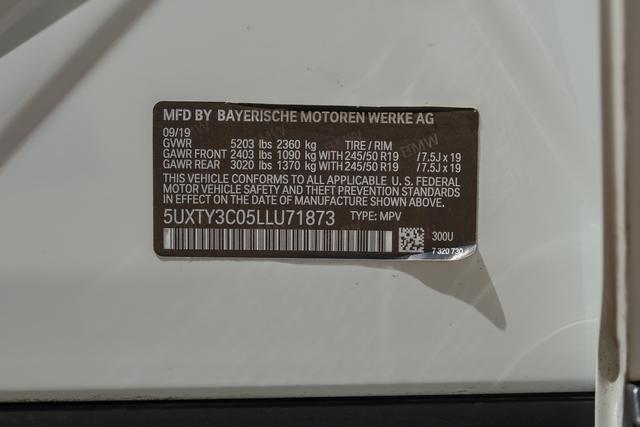 MFD BY BAYERISCHE MOTOREN WERKE AG
09/19
GVWR 5203 lbs 2360 kg TIRE / RIM
GAWR FRONT 2403 lbs 1090 kg WITH 245/50 R19 /7.5J x 19
GAWR REAR 3020 lbs 1370 kg WITH 245/50 R19 /7.5J x 19
THIS VEHICLE CONFORMS TO ALL APPLICABLE U.S. FEDERAL
MOTOR VEHICLE SAFETY AND THEFT PREVENTION STANDARDS
IN EFFECT ON THE DATE OF MANUFACTURE SHOWN ABOVE.
5UXTY3C05LLU71873 TYPE: MPV
300U
7 320 730